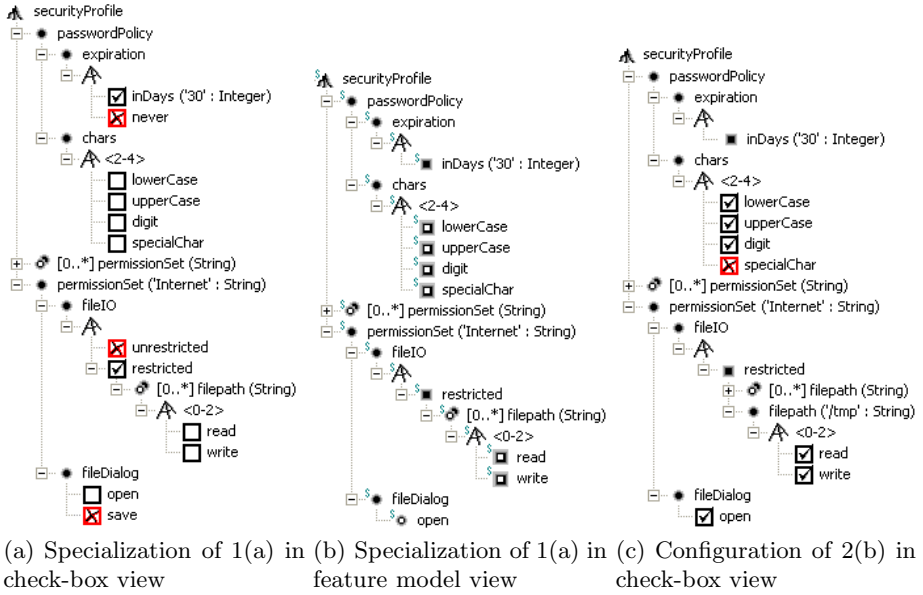 securityProfile
passwordPolicy
expiration
inDays ('30' : Integer)
never
chars
<2-4>
lowerCase
upperCase
digit
specialChar
[0..*] permissionSet (String)
permissionSet ('Internet' : String)
fileIO
unrestricted
restricted
[0..*] filepath (String)
<0-2>
read
write
fileDialog
open
save
(a) Specialization of 1(a) in
check-box view
securityProfile
passwordPolicy
expiration
inDays ('30' : Integer)
chars
<2-4>
lowerCase
upperCase
digit
specialChar
[0..*] permissionSet (String)
permissionSet ('Internet' : String)
fileIO
restricted
[0..*] filepath (String)
<0-2>
read
write
fileDialog
open
(b) Specialization of 1(a) in
feature model view
securityProfile
passwordPolicy
expiration
inDays ('30' : Integer)
chars
<2-4>
lowerCase
upperCase
digit
specialChar
[0..*] permissionSet (String)
permissionSet ('Internet' : String)
fileIO
restricted
[0..*] filepath (String)
filepath ('/tmp' : String)
<0-2>
read
write
fileDialog
open
(c) Configuration of 2(b) in
check-box view